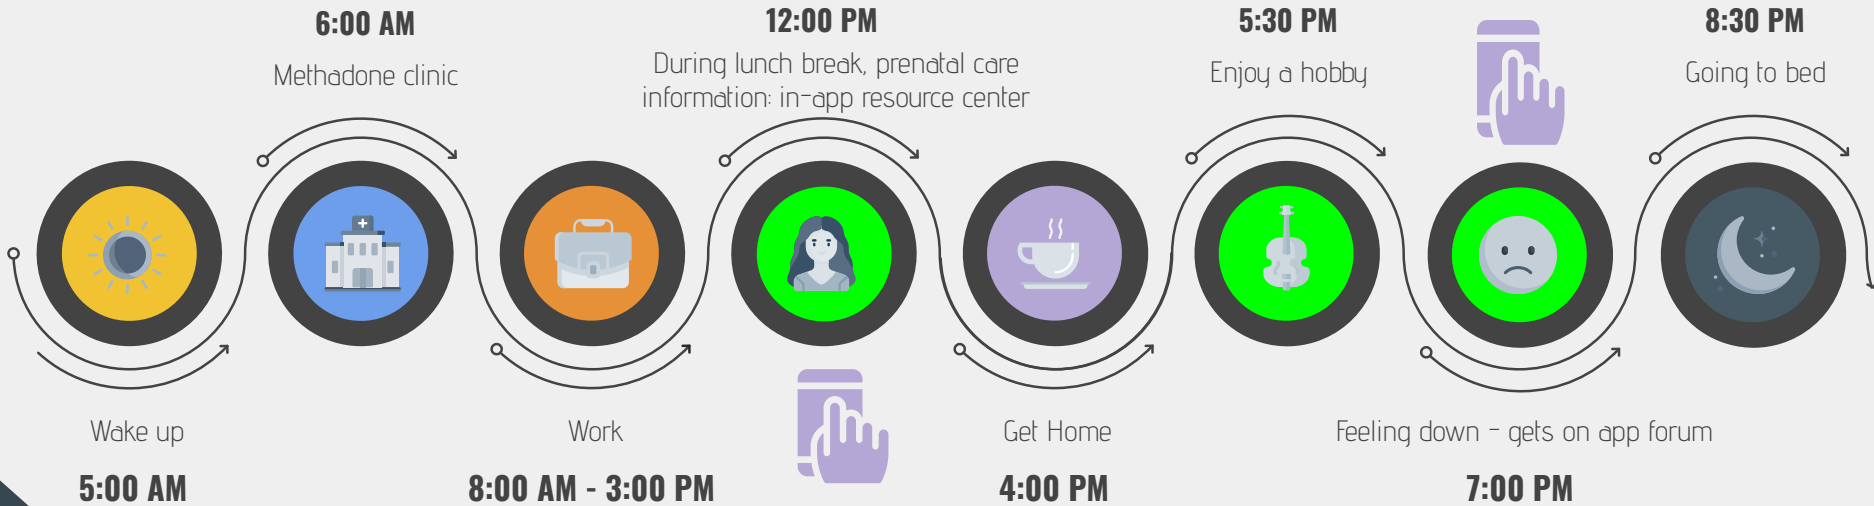 6:00 AM
Methadone clinic
12:00 PM
During lunch break, prenatal care
information: in-app resource center
5:30 PM
Enjoy a hobby
8:30 PM
Going to bed
Wake up
5:00 AM
Work
8:00 AM - 3:00 PM
Get Home
4:00 PM
Feeling down - gets on app forum
7:00 PM